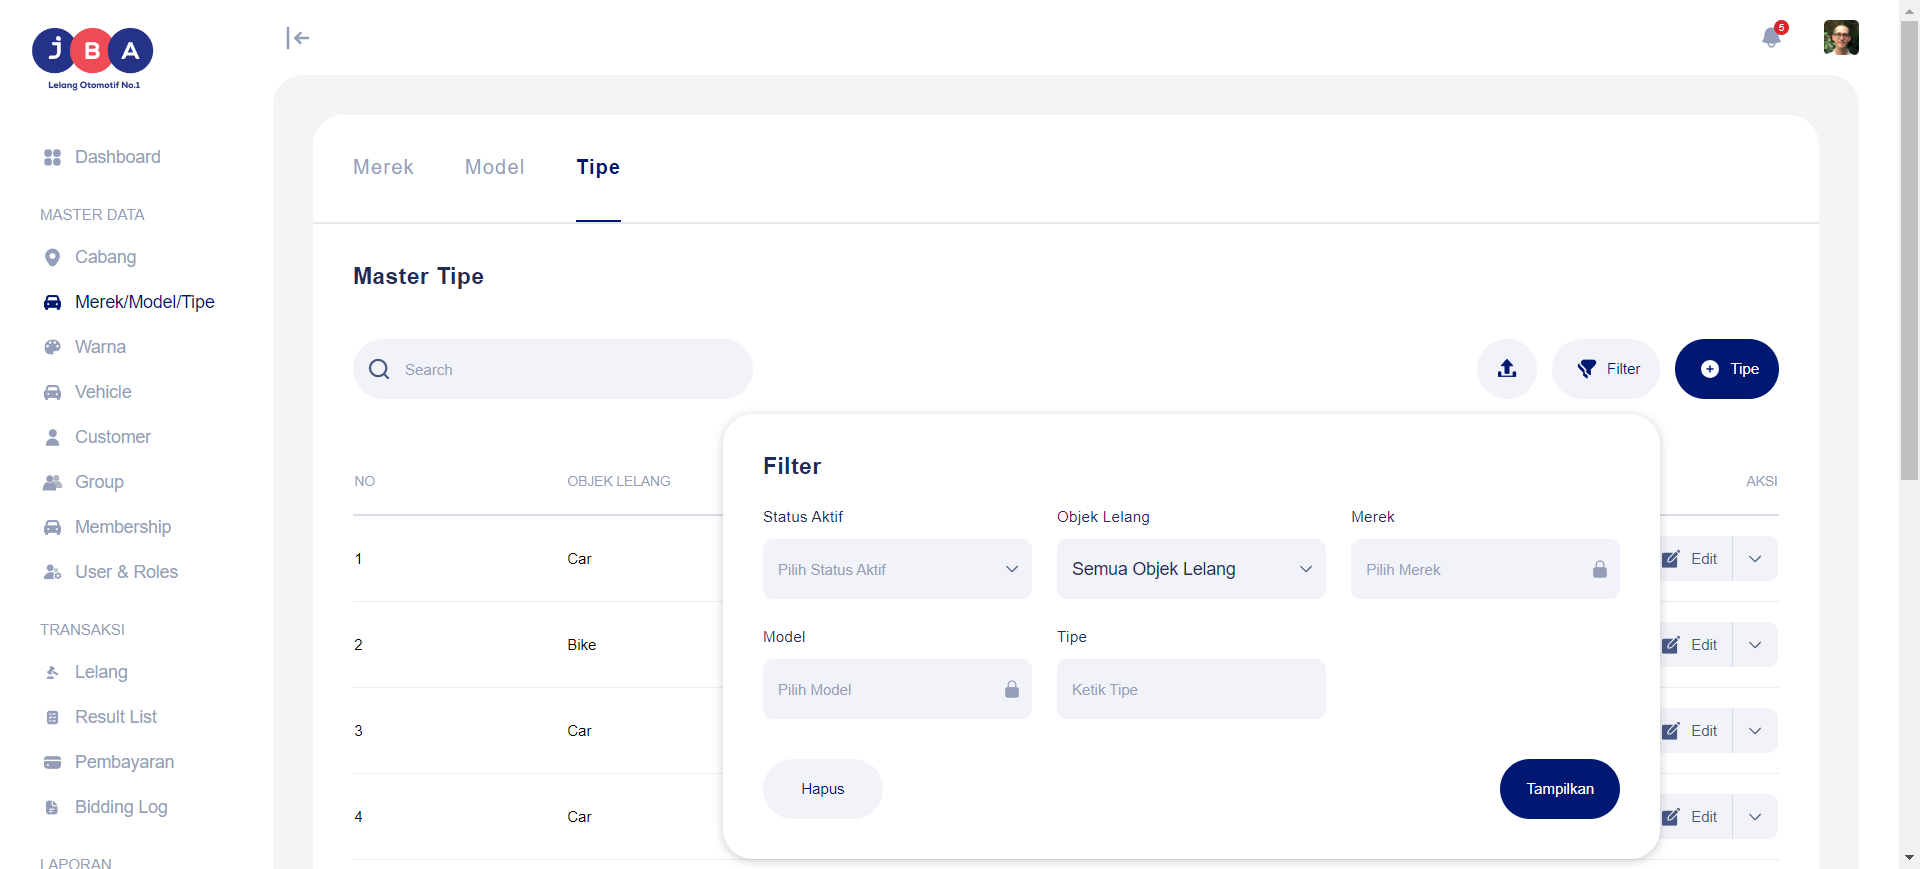 JBA
Lelang Otomotif No.1
5
Dashboard
MASTER DATA
Cabang
Merek/Model/Tipe
Warna
Vehicle
Customer
Group
Membership
User & Roles
TRANSAKSI
Lelang
Result List
Pembayaran
Bidding Log
LAPORAN
Merek Model Tipe
Master Tipe
Search Filter Tipe
NO OBJEK LELANG AKSI
1 Car Edit
2 Bike Edit
3 Car Edit
4 Car Edit
Filter
Status Aktif Objek Lelang Merek
Pilih Status Aktif Semua Objek Lelang Pilih Merek
Model Tipe
Pilih Model Ketik Tipe
Hapus Tampilkan